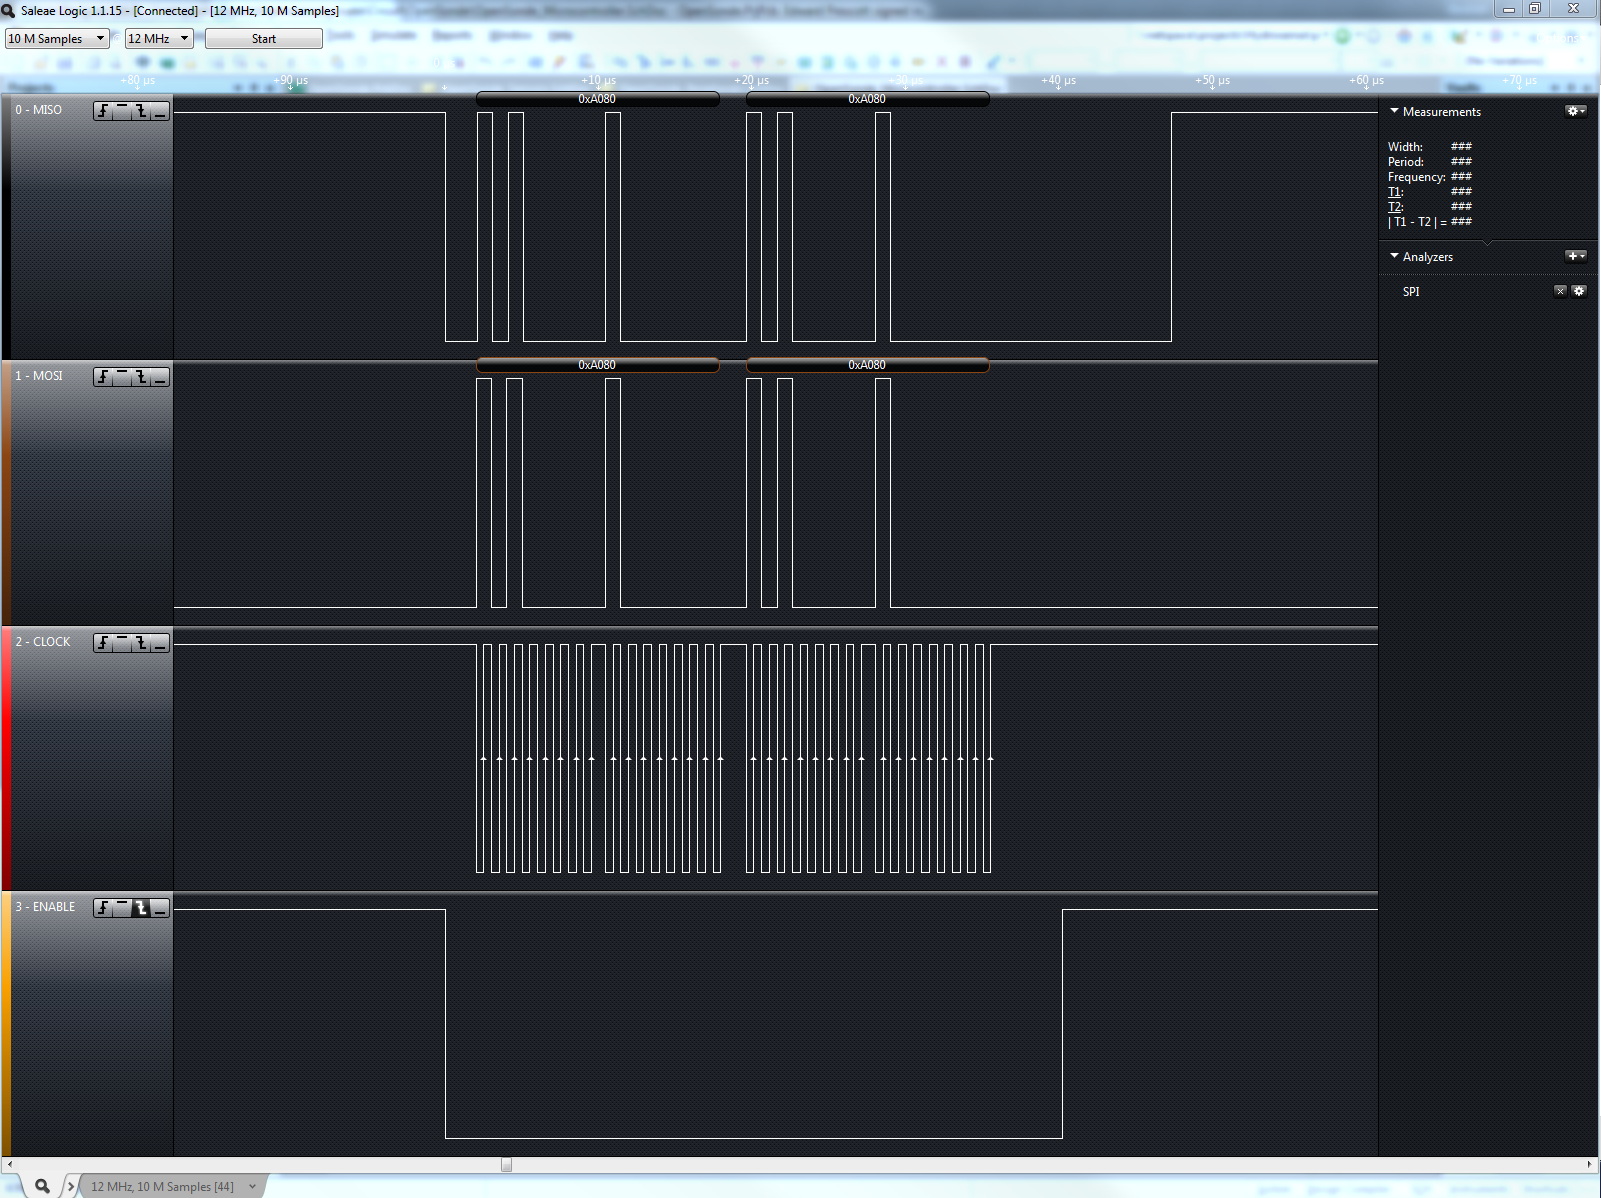 Saleae Logic 1.1.15 - [Connected] - [12 MHz, 10 M Samples]
10 M Samples 12 MHz Start
+80 µs +90 µs +10 µs +20 µs +30 µs +40 µs +50 µs +60 µs +70 µs
0 - MISO
0xA080 0xA080
1 - MOSI
0xA080 0xA080
2 - CLOCK
3 - ENABLE
Measurements
Width: ###
Period: ###
Frequency: ###
T1: ###
T2: ###
| T1 - T2 | = ###
Analyzers
SPI
12 MHz, 10 M Samples [44]